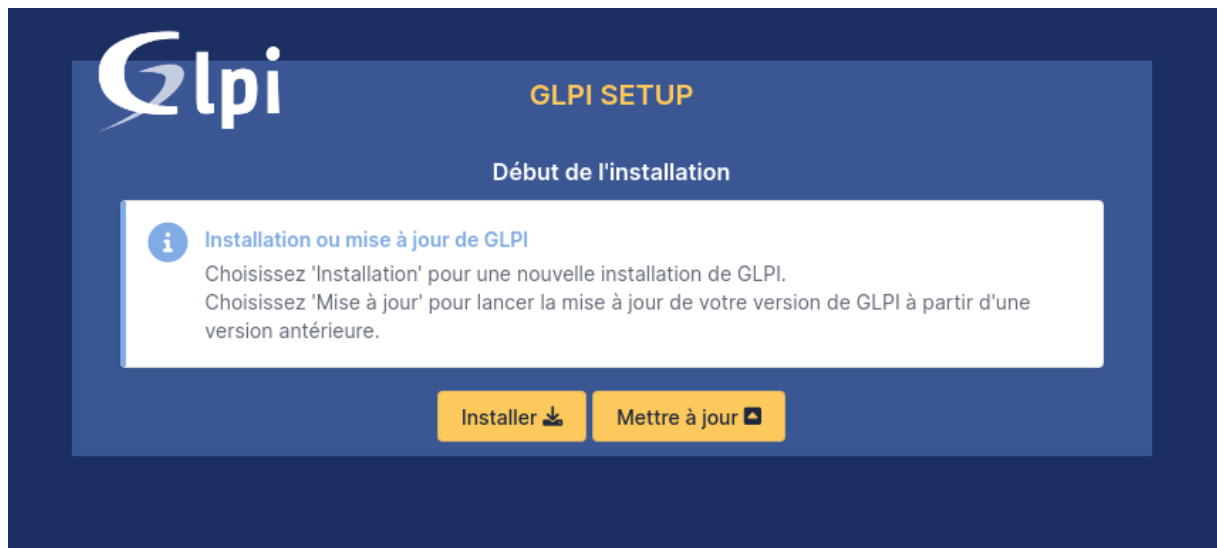 Glpi
GLPI SETUP
Début de l'installation
Installation ou mise à jour de GLPI
Choisissez 'Installation' pour une nouvelle installation de GLPI.
Choisissez 'Mise à jour' pour lancer la mise à jour de votre version de GLPI à partir d'une
version antérieure.
Installer
Mettre à jour